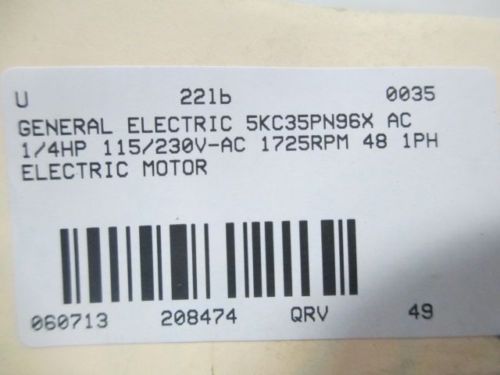 U 22lb 0035
GENERAL ELECTRIC 5KC35PN96X AC
1/4HP 115/230V-AC 1725RPM 48 1PH
ELECTRIC MOTOR
060713 208474 QRV 49